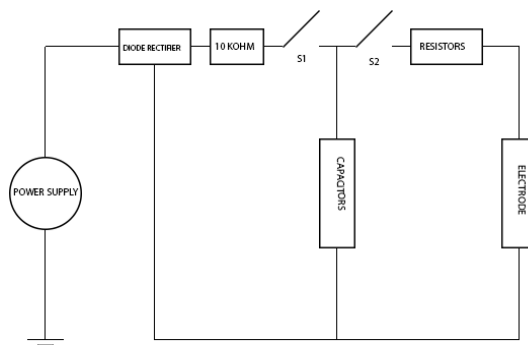 DIODE RECTIFIER
10 KOHM
S1
S2
RESISTORS
POWER SUPPLY
CAPACITORS
ELECTRODE